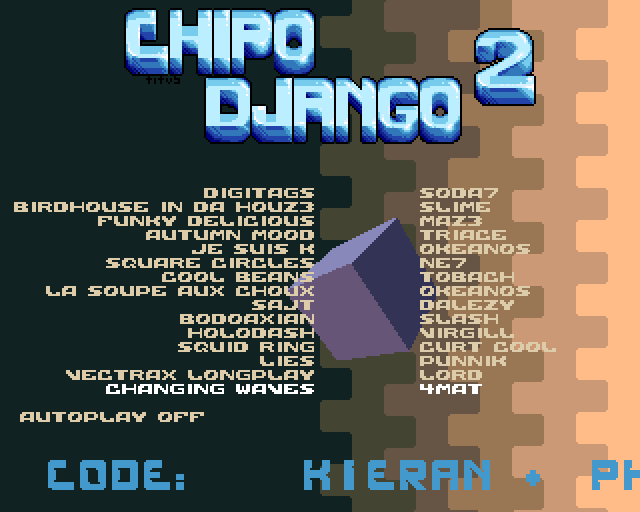 CHIPO
DJANGO 2
titus
DIGITAGS SODA7
BIRDHOUSE IN DA HOUZ3 SLIME
FUNKY DELICIOUS MAZ3
AUTUMN MOOD TRIACE
JE SUIS K OKEANOS
SQUARE CIRCLES NE7
COOL BEANS TOBACH
LA SOUPE AUX CHOUX OKEANOS
SAJT DALEZY
BODOAXIAN SLASH
HOLODASH VIRGILL
SQUID RING CURT COOL
LIES PUNNIK
VECTRAX LONGPLAY LORD
CHANGING WAVES 4MAT
AUTOPLAY OFF
CODE: KIERAN + PH